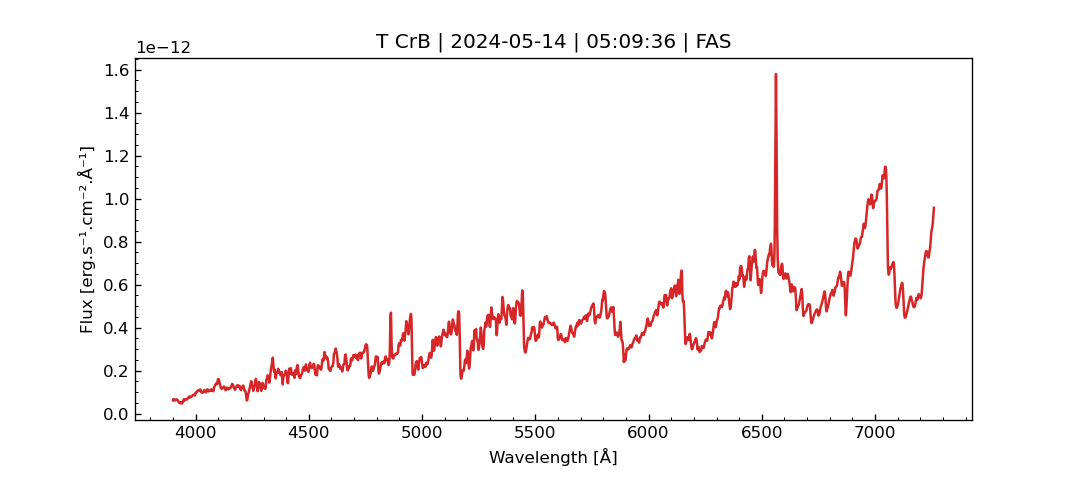 T CrB | 2024-05-14 | 05:09:36 | FAS
1e−12
1.6
1.4
1.2
1.0
0.8
0.6
0.4
0.2
0.0
Flux [erg.s⁻¹.cm⁻².Å⁻¹]
4000 4500 5000 5500 6000 6500 7000
Wavelength [Å]